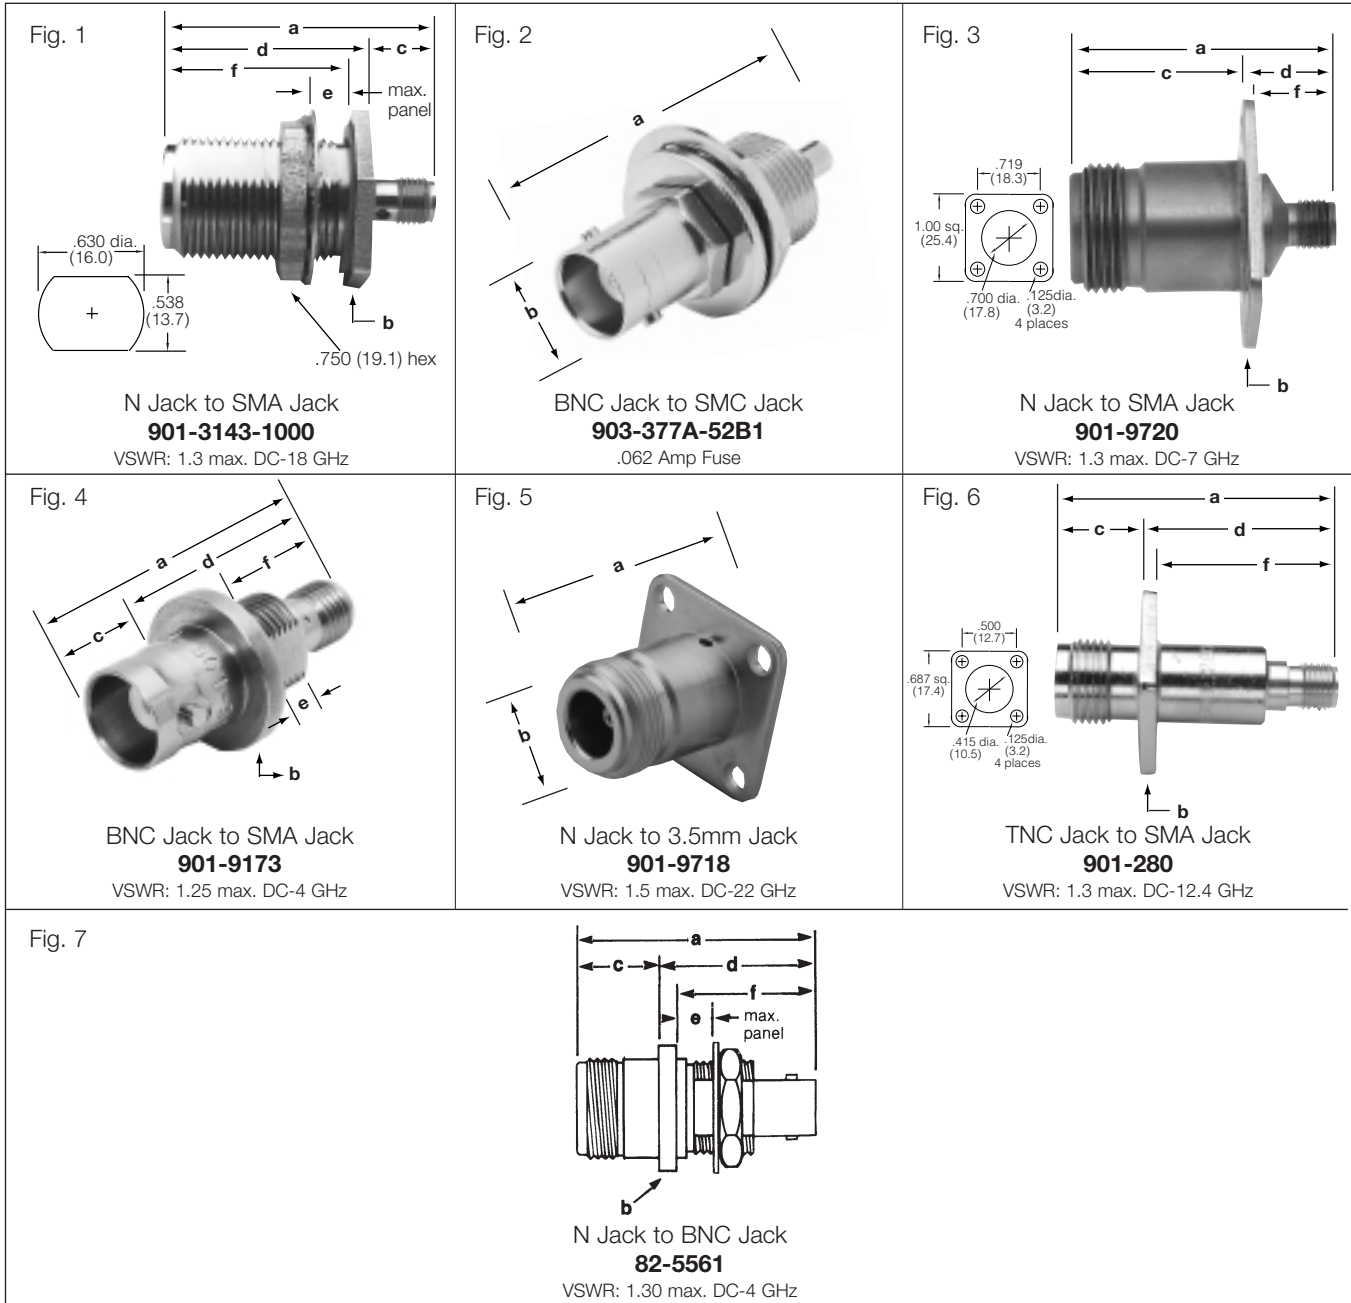 Fig. 1
a
d
c
f
e
max.
panel
.630 dia.
(16.0)
.538
(13.7)
b
.750 (19.1) hex
N Jack to SMA Jack
901-3143-1000
VSWR: 1.3 max. DC-18 GHz
Fig. 2
a
b
BNC Jack to SMC Jack
903-377A-52B1
.062 Amp Fuse
Fig. 3
a
c
d
f
.719
(18.3)
1.00 sq.
(25.4)
.700 dia.
(17.8)
.125dia.
(3.2)
4 places
b
N Jack to SMA Jack
901-9720
VSWR: 1.3 max. DC-7 GHz
Fig. 4
a
d
f
c
e
b
BNC Jack to SMA Jack
901-9173
VSWR: 1.25 max. DC-4 GHz
Fig. 5
a
b
N Jack to 3.5mm Jack
901-9718
VSWR: 1.5 max. DC-22 GHz
Fig. 6
a
c
d
f
.500
(12.7)
.687 sq.
(17.4)
.415 dia.
(10.5)
.125dia.
(3.2)
4 places
b
TNC Jack to SMA Jack
901-280
VSWR: 1.3 max. DC-12.4 GHz
Fig. 7
a
c
d
f
e
max.
panel
b
N Jack to BNC Jack
82-5561
VSWR: 1.30 max. DC-4 GHz